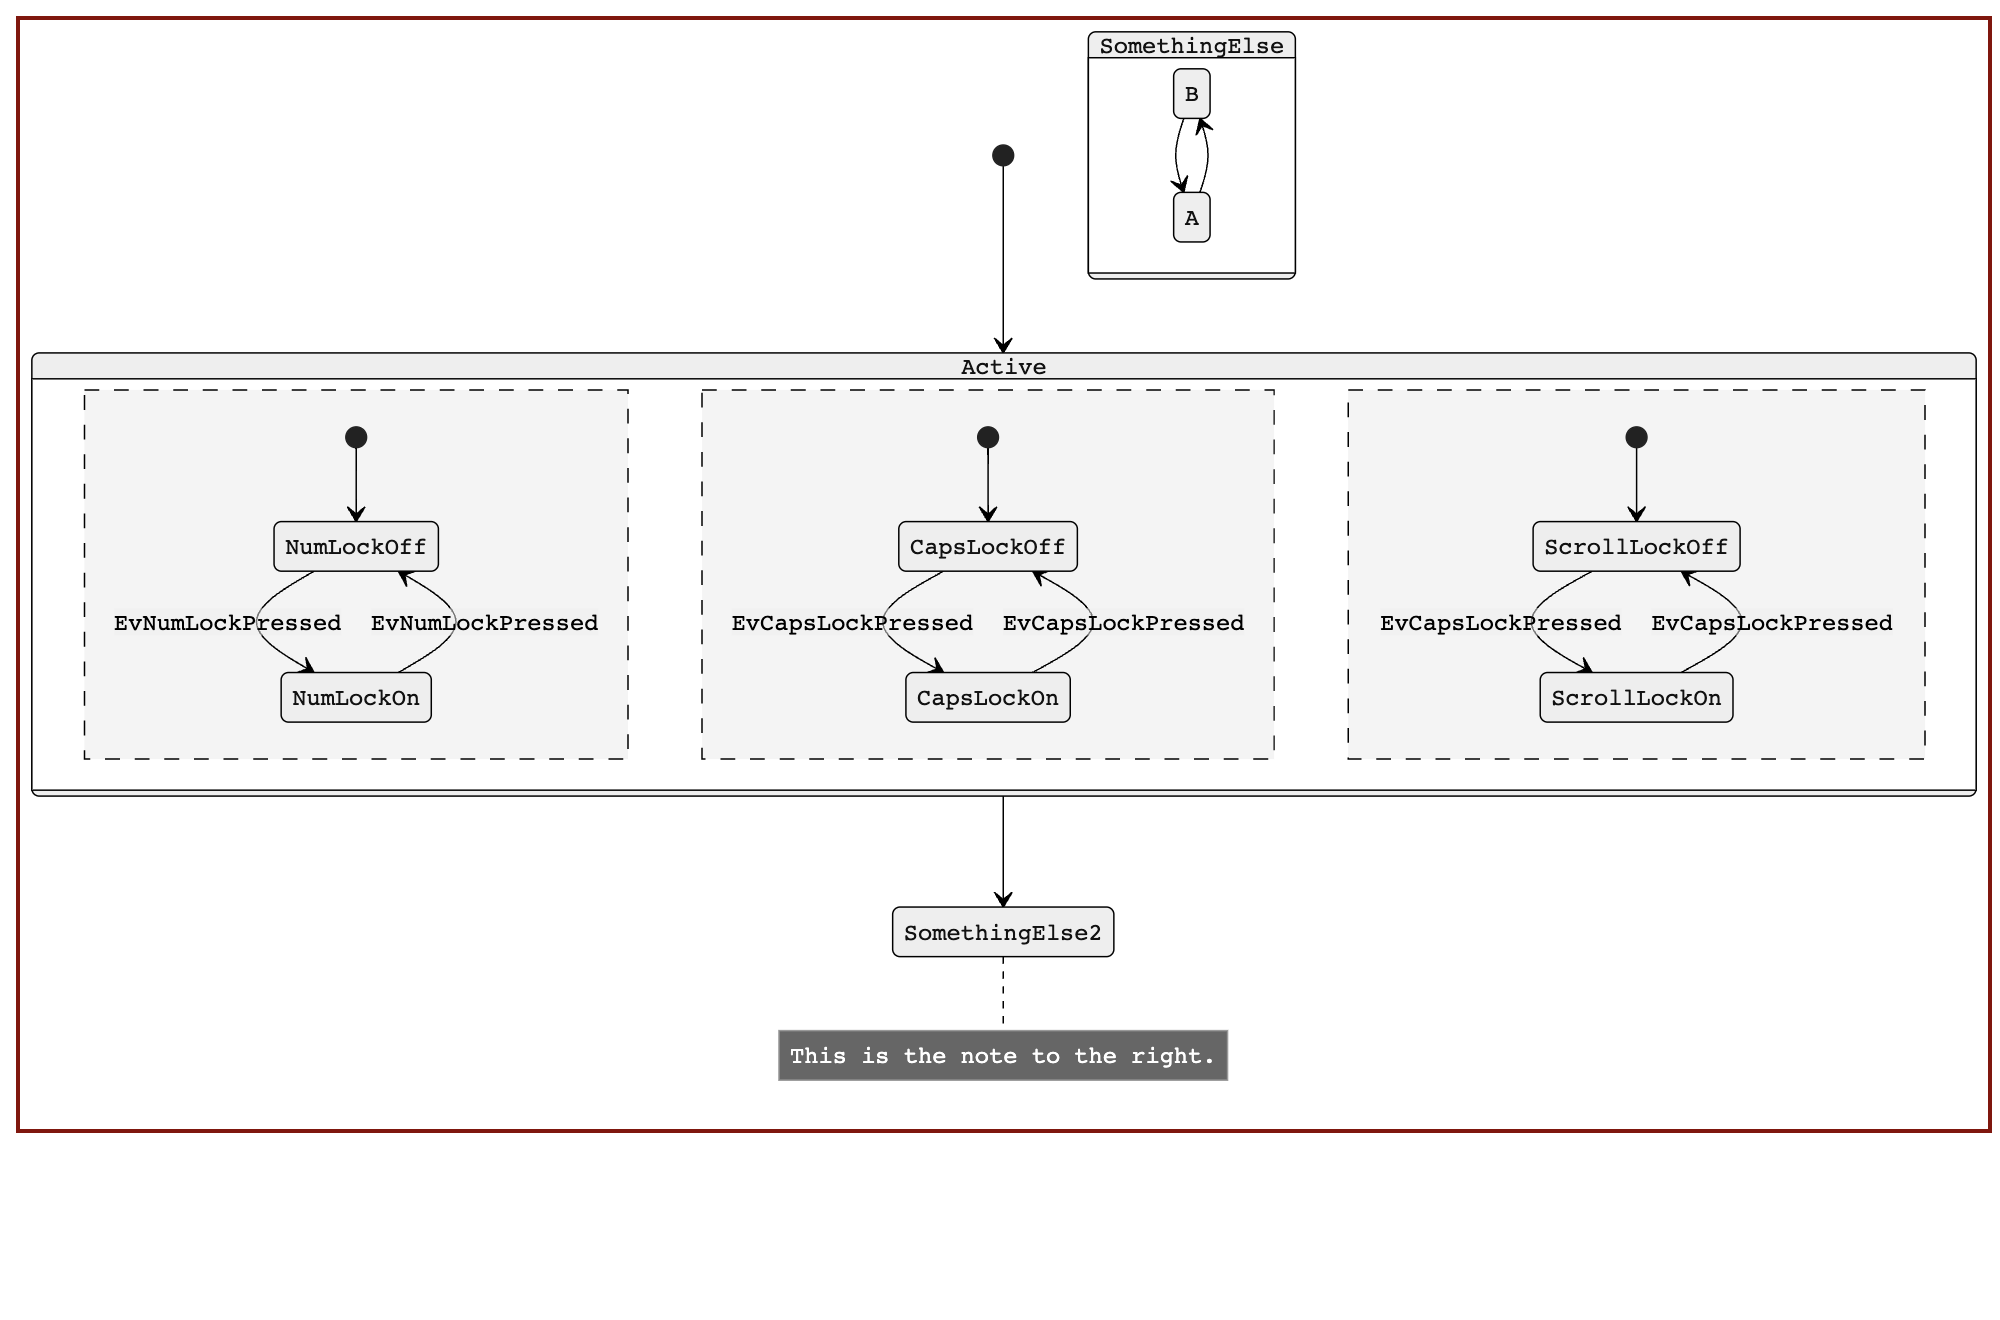 SomethingElse
B
A
Active
NumLockOff
CapsLockOff
ScrollLockOff
EvNumLockPressed
EvNumLockPressed
EvCapsLockPressed
EvCapsLockPressed
EvCapsLockPressed
EvCapsLockPressed
NumLockOn
CapsLockOn
ScrollLockOn
SomethingElse2
This is the note to the right.